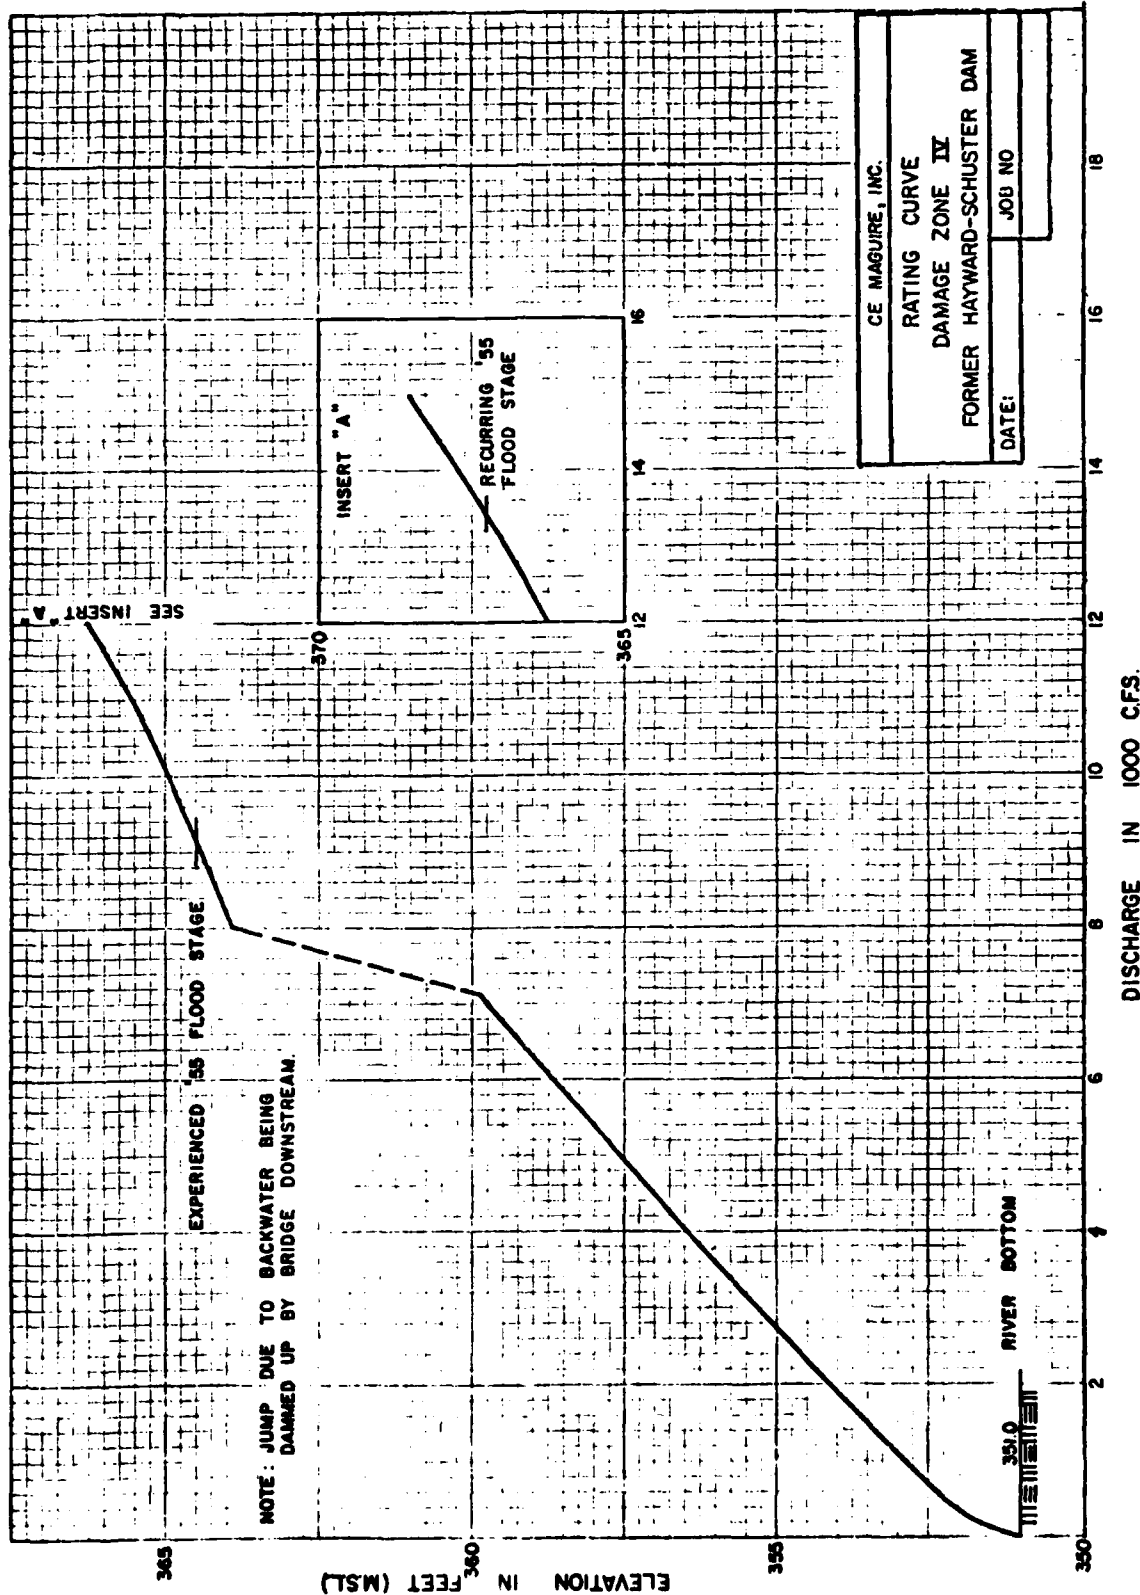 SEE INSERT "A"
EXPERIENCED '55 FLOOD STAGE
NOTE: JUMP DUE TO BACKWATER BEING
DAMMED UP BY BRIDGE DOWNSTREAM.
INSERT "A"
370
365
12
14
16
RECURRING '55
FLOOD STAGE
351.0 RIVER BOTTOM
ELEVATION IN FEET (MSL)
365
360
355
350
2
4
6
8
10
12
14
16
18
DISCHARGE IN 1000 C.F.S.
CE MAGUIRE, INC.
RATING CURVE
DAMAGE ZONE IV
FORMER HAYWARD-SCHUSTER DAM
DATE:
JOB NO